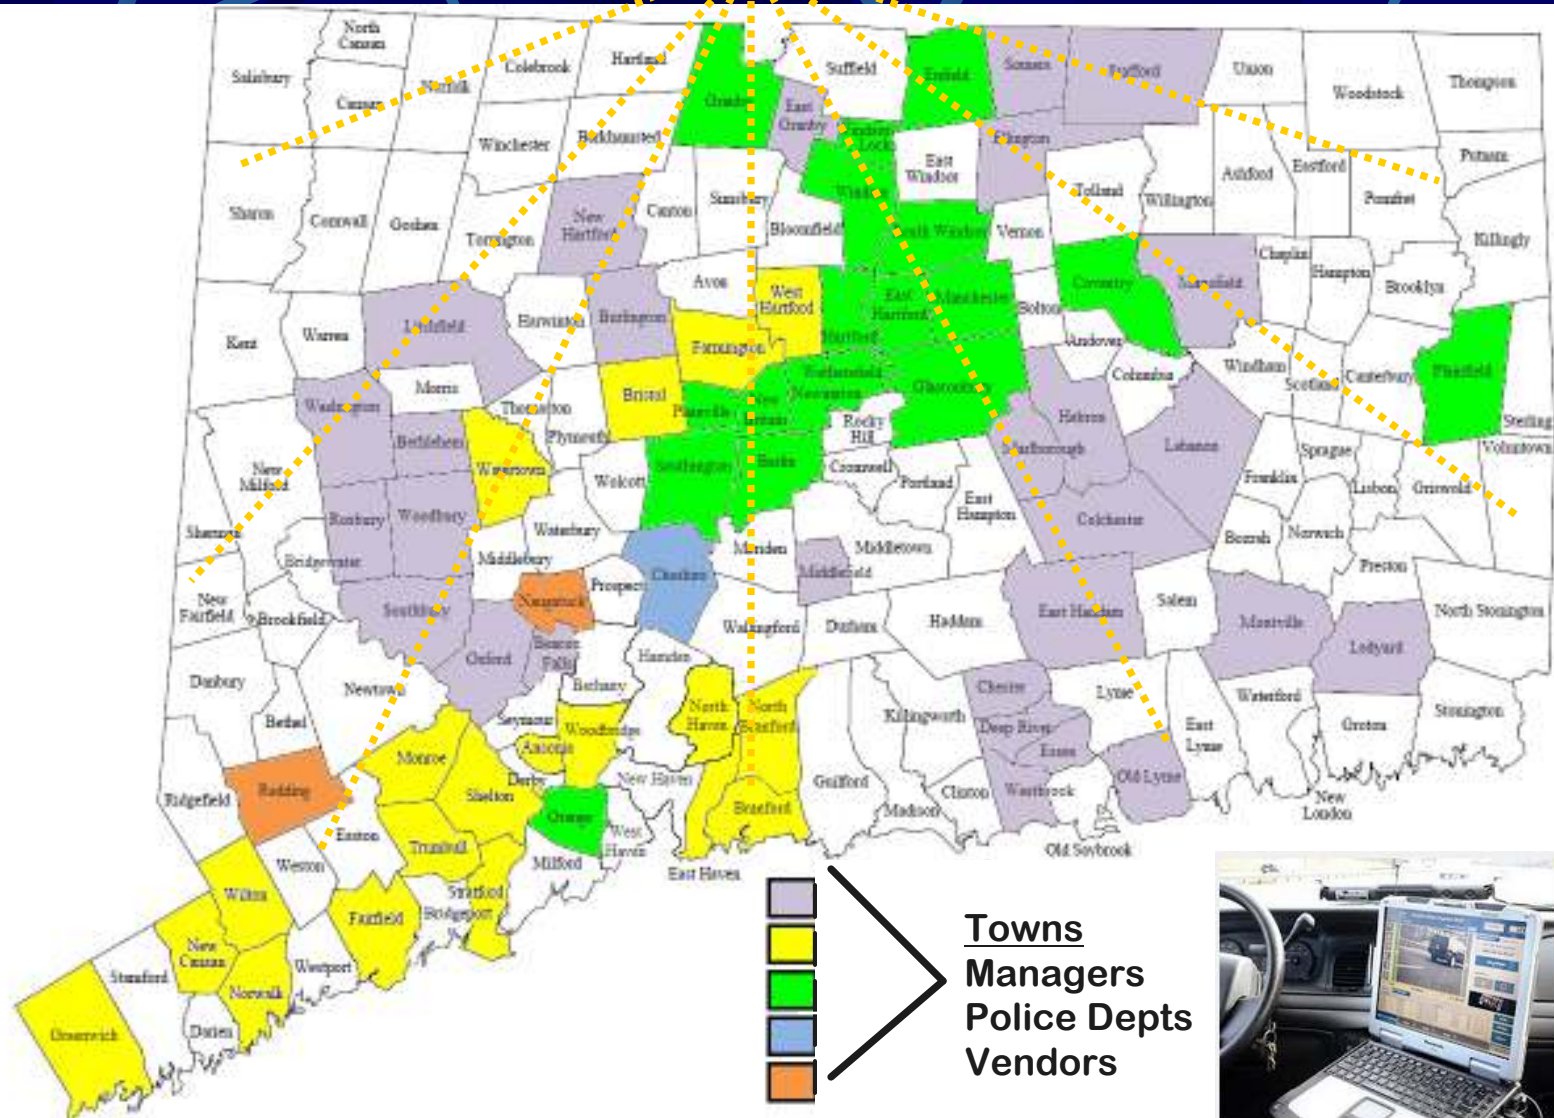 North
Canaan
Salisbury
Canaan
Norfolk
Colebrook
Hartland
Granby
Suffield
Enfield
Somers
Stafford
Union
Woodstock
Thompson
East
Granby
Windsor
Locks
Winchester
Barkhamsted
East
Windsor
Ellington
Tolland
Willington
Ashford
Eastford
Pomfret
Putnam
Sharon
Cornwall
Goshen
Torrington
New
Hartford
Canton
Simsbury
Bloomfield
Windsor
South Windsor
Vernon
Coventry
Mansfield
Chaplin
Hampton
Brooklyn
Killingly
Kent
Warren
Litchfield
Harwinton
Burlington
Avon
West
Hartford
Farmington
Hartford
East
Hartford
Manchester
Bolton
Andover
Columbia
Windham
Scotland
Canterbury
Plainfield
Sterling
Morris
Washington
Bethlehem
Thomaston
Plymouth
Bristol
Plainville
New
Britain
Wethersfield
Newington
Rocky
Hill
Glastonbury
Hebron
Marlborough
Lebanon
Franklin
Sprague
Lisbon
Griswold
Voluntown
New
Milford
Sherman
Roxbury
Woodbury
Watertown
Wolcott
Southington
Berlin
Cromwell
Portland
East
Hampton
Colchester
Bozrah
Norwich
Preston
North Stonington
Bridgewater
Waterbury
Middlebury
Naugatuck
Prospect
Cheshire
Meriden
Middletown
Middlefield
New
Fairfield
Brookfield
Southbury
Oxford
Beacon
Falls
Bethany
Hamden
Wallingford
Durham
Haddam
East Haddam
Salem
Montville
Ledyard
Danbury
Bethel
Newtown
Seymour
Woodbridge
North
Haven
North
Branford
Killingworth
Chester
Deep River
Essex
Lyme
East
Lyme
Waterford
Groton
Stonington
New
London
Ridgefield
Redding
Monroe
Ansonia
Derby
Shelton
Orange
New Haven
West
Haven
Branford
Guilford
Madison
Clinton
Westbrook
Old Lyme
Old Saybrook
East Haven
Easton
Weston
Trumbull
Milford
Stratford
Bridgeport
Fairfield
Wilton
New
Canaan
Westport
Norwalk
Stamford
Darien
Greenwich
Towns
Managers
Police Depts
Vendors